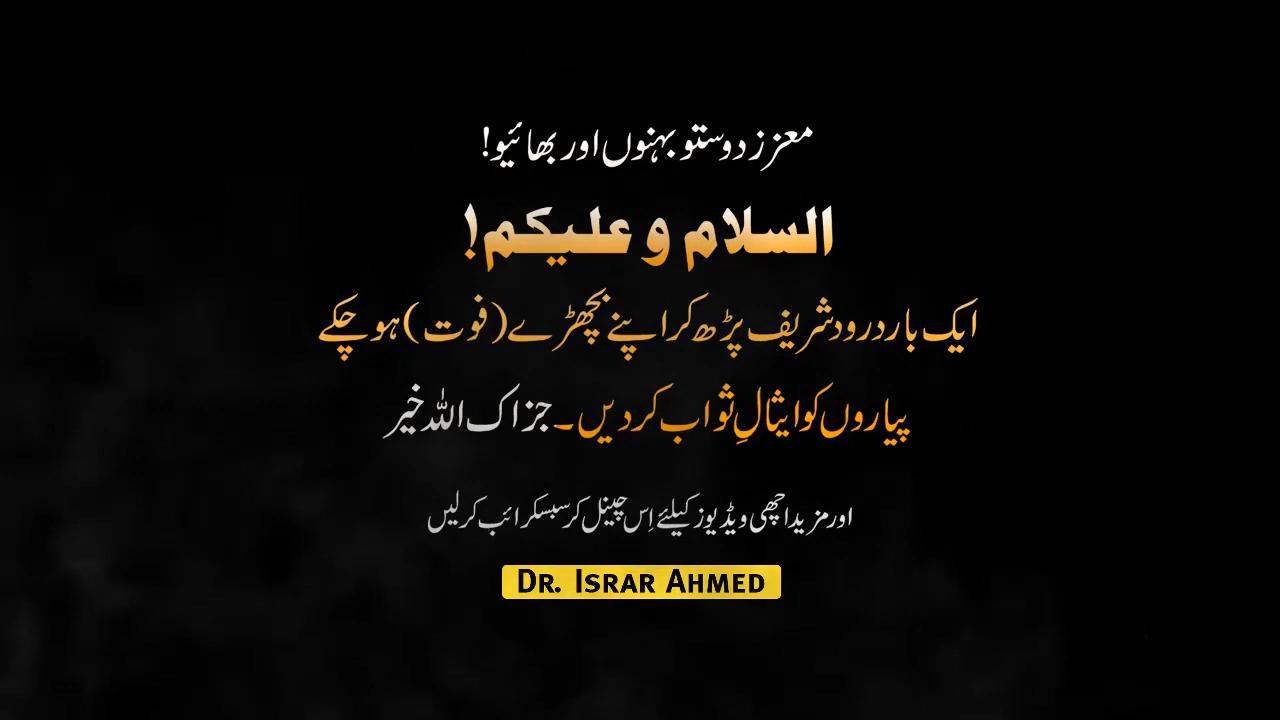 معزز دوستو بہنوں اور بھائیو!
السلام و علیکم!
ایک بار درود شریف پڑھ کر اپنے بچھڑے (فوت) ہو چکے
پیاروں کو ایثالِ ثواب کر دیں۔ جزاک اللہ خیر
اور مزید اچھی ویڈیوز کیلئے اِس چینل کر سبسکرائب کر لیں
DR. ISRAR AHMED